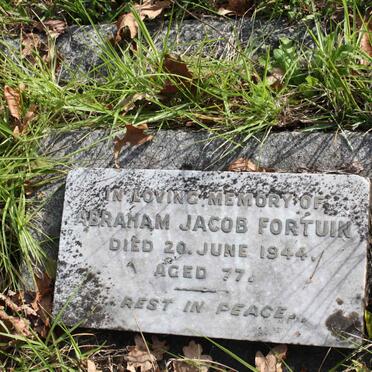 IN LOVING MEMORY OF
ABRAHAM JACOB FORTUIN
DIED 20. JUNE 1944.
AGED 77.
REST IN PEACE.